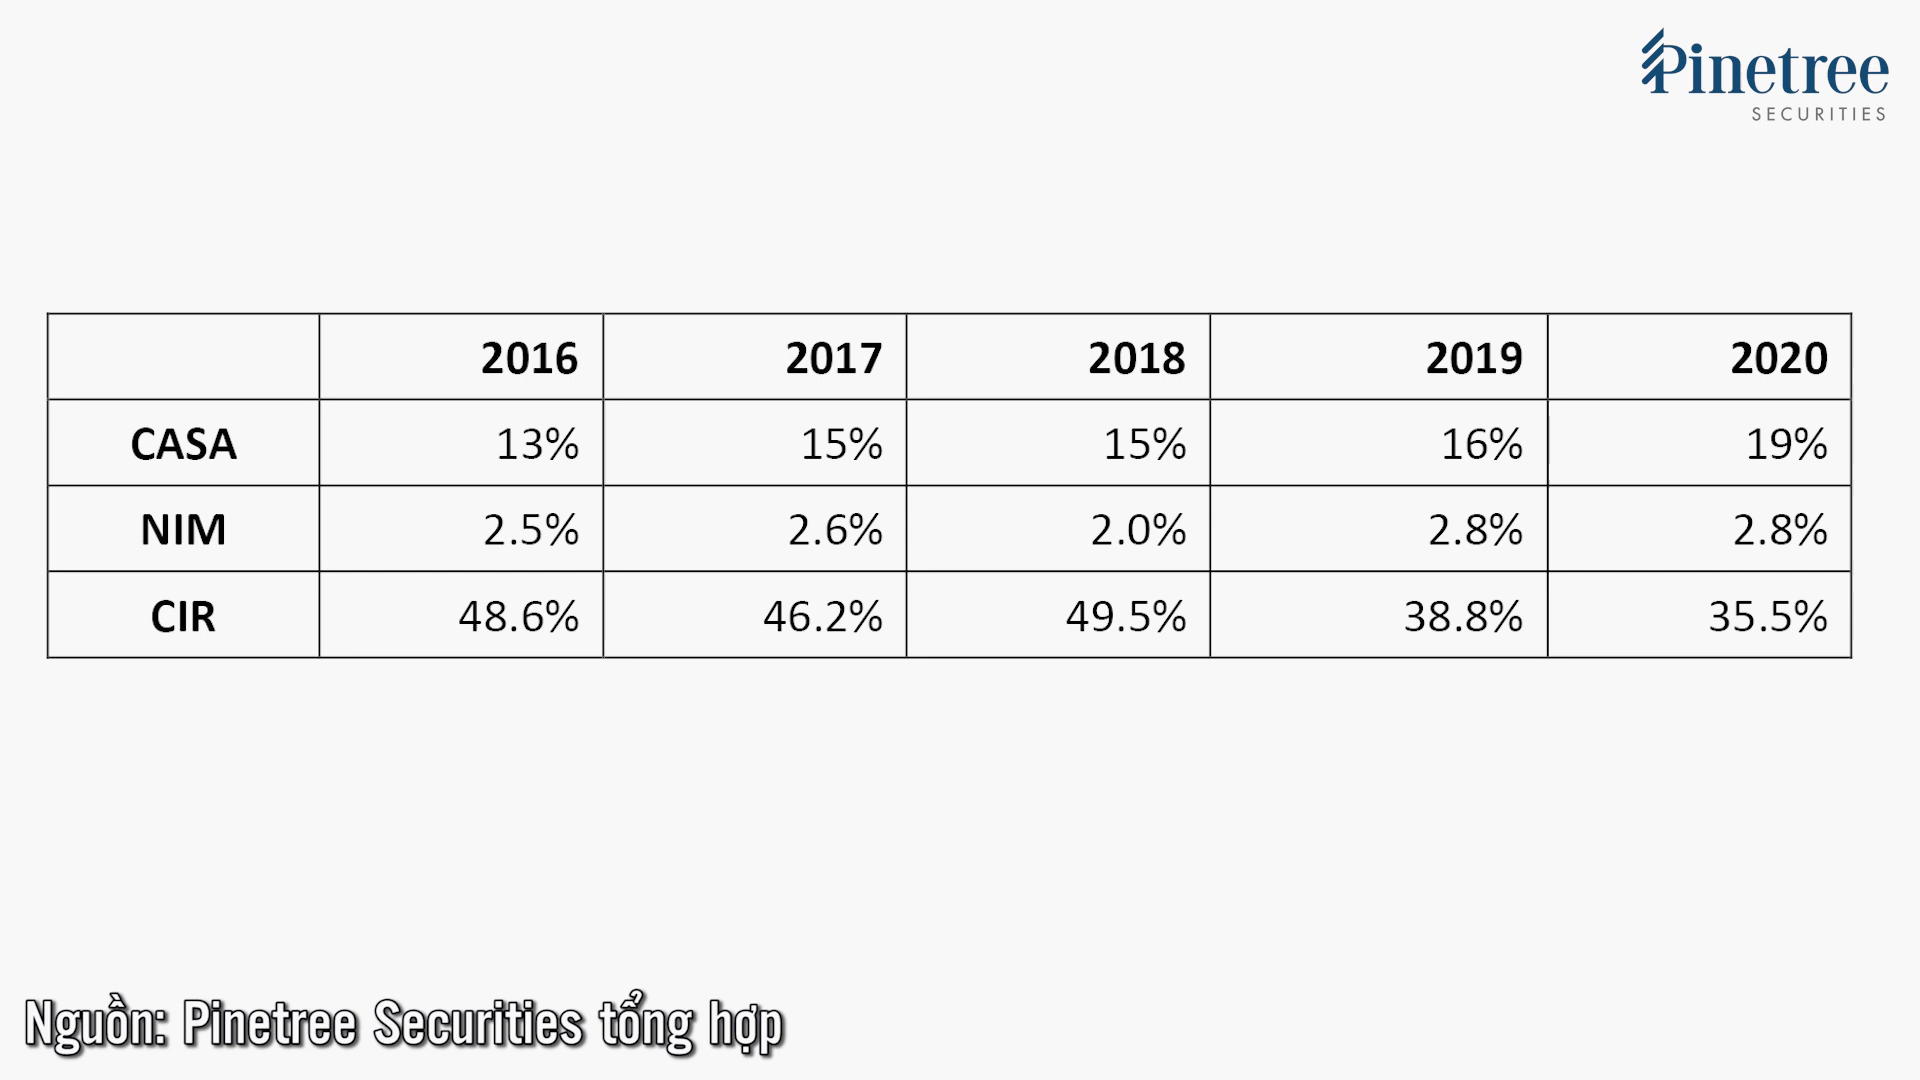 Pinetree
SECURITIES
2016 2017 2018 2019 2020
CASA 13% 15% 15% 16% 19%
NIM 2.5% 2.6% 2.0% 2.8% 2.8%
CIR 48.6% 46.2% 49.5% 38.8% 35.5%
Nguồn: Pinetree Securities tổng hợp